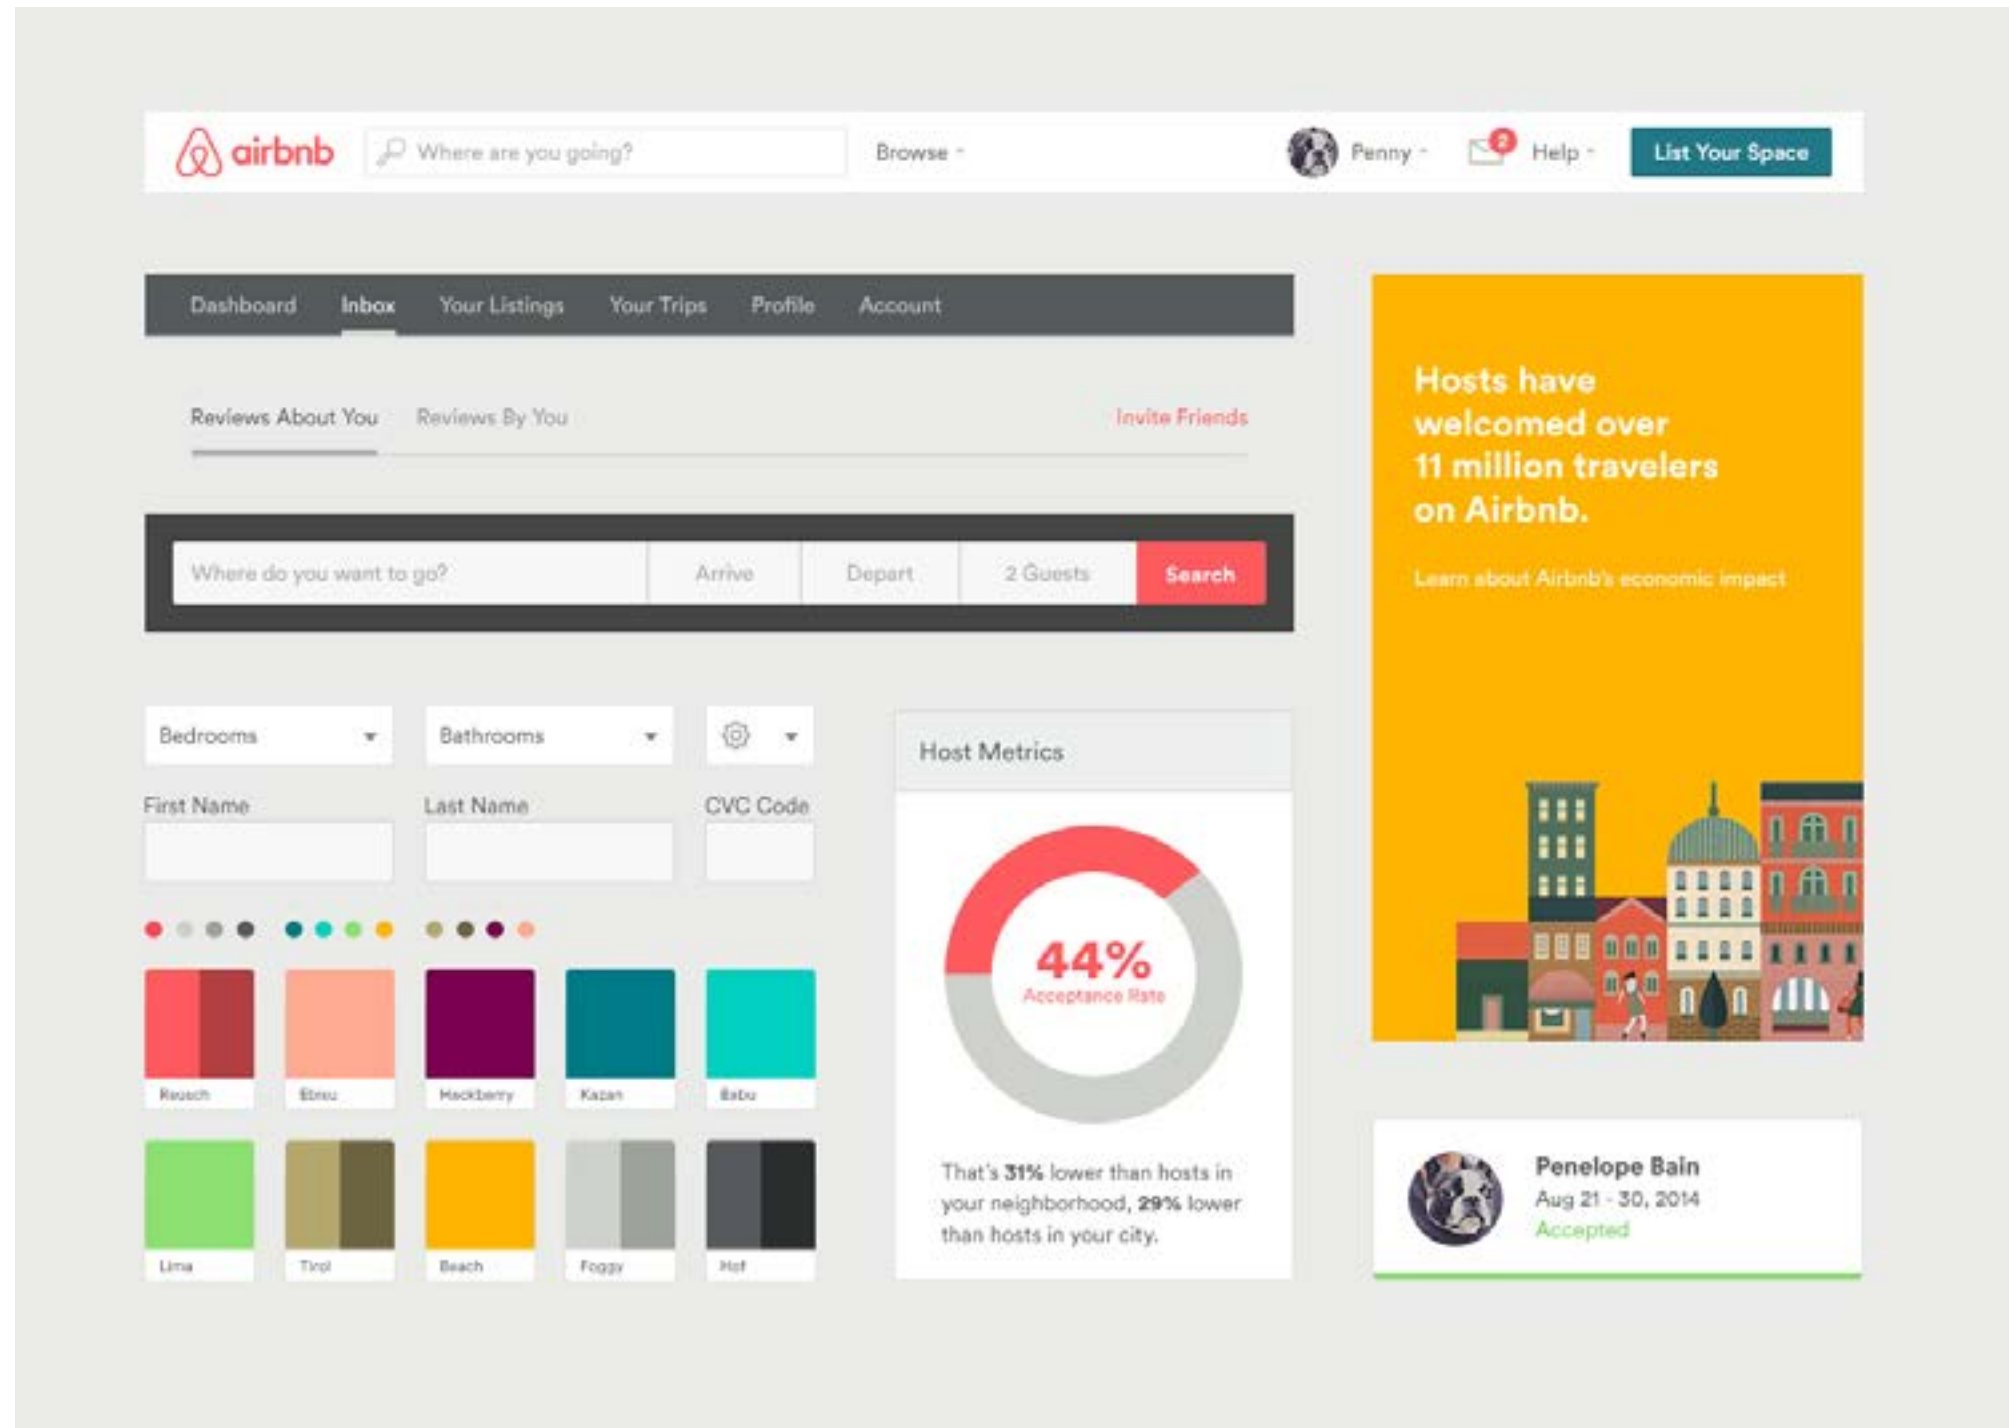 airbnb
Where are you going?
Browse
Penny
2
Help
List Your Space
Dashboard Inbox Your Listings Your Trips Profile Account
Reviews About You Reviews By You Invite Friends
Where do you want to go? Arrive Depart 2 Guests Search
Hosts have
welcomed over
11 million travelers
on Airbnb.
Learn about Airbnb's economic impact
Bedrooms Bathrooms
First Name Last Name CVC Code
Rausch Ebisu Hackberry Kazan Babu
Lima Tirol Beach Foggy Hof
Host Metrics
44%
Acceptance Rate
That's 31% lower than hosts in
your neighborhood, 29% lower
than hosts in your city.
Penelope Bain
Aug 21 - 30, 2014
Accepted